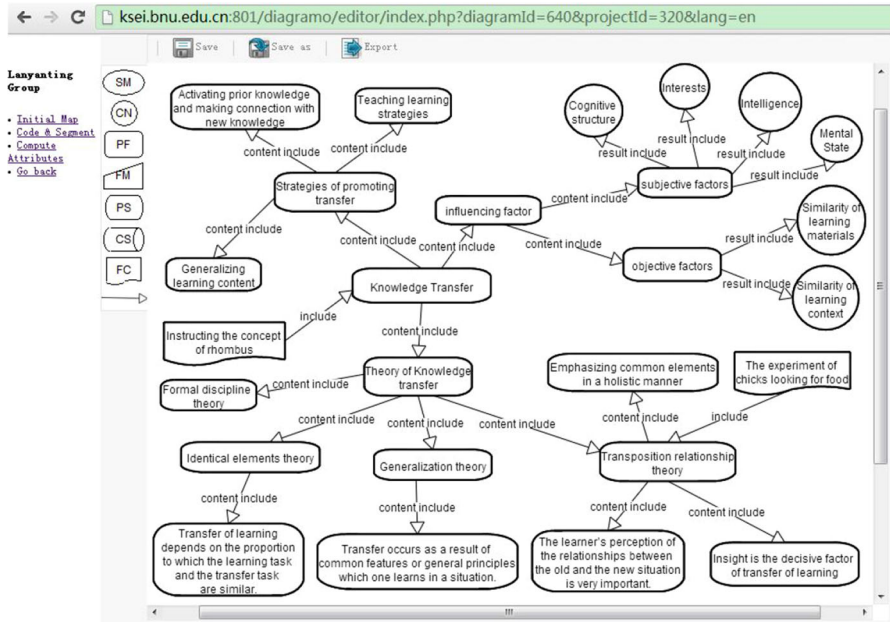 ksei.bnu.edu.cn:801/diagramo/editor/index.php?diagramId=640&projectId=320&lang=en
Save
Save as
Export
Lanyanting
Group
Initial Map
Code & Segment
Compute
Attributes
Go back
SM
CN
PF
FM
PS
CS
FC
Activating prior knowledge
and making connection with
new knowledge
Teaching learning
strategies
content include
content include
Strategies of promoting
transfer
content include
Generalizing
learning content
content include
Cognitive
structure
Interests
Intelligence
Mental
State
result include
result include
result include
result include
subjective factors
content include
influencing factor
content include
content include
objective factors
result include
result include
Similarity of
learning
materials
Similarity of
learning
context
Knowledge Transfer
include
Instructing the concept
of rhombus
content include
Theory of Knowledge
transfer
content include
Formal discipline
theory
content include
content include
content include
Emphasizing common elements
in a holistic manner
The experiment of
chicks looking for food
content include
include
Identical elements theory
Generalization theory
Transposition relationship
theory
content include
content include
content include
content include
Transfer of learning
depends on the proportion
to which the learning task
and the transfer task
are similar.
Transfer occurs as a result of
common features or general principles
which one learns in a situation.
The learner's perception of
the relationships between
the old and the new situation
is very important.
Insight is the decisive factor
of transfer of learning